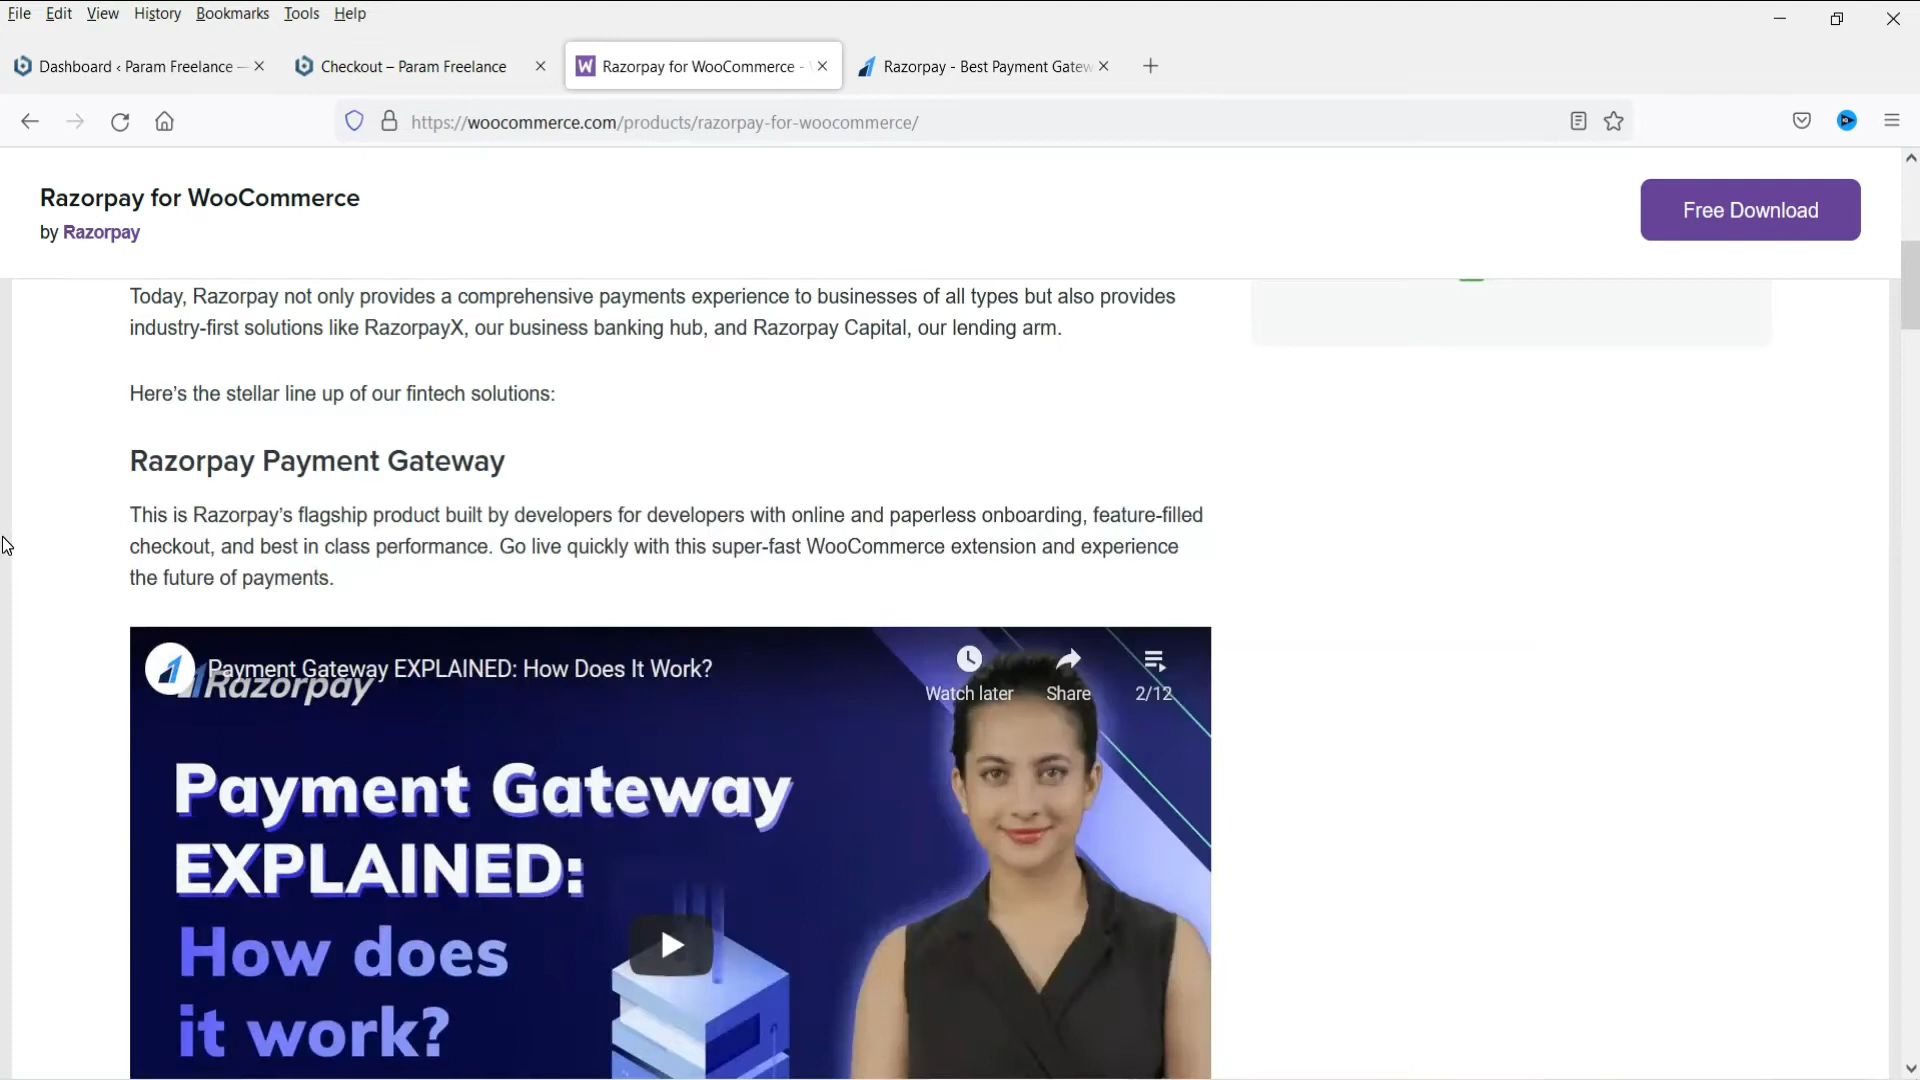 File Edit View History Bookmarks Tools Help
Dashboard ‹ Param Freelance —
Checkout – Param Freelance
Razorpay for WooCommerce -
Razorpay - Best Payment Gatew
https://woocommerce.com/products/razorpay-for-woocommerce/
Razorpay for WooCommerce
by Razorpay
Free Download
Today, Razorpay not only provides a comprehensive payments experience to businesses of all types but also provides
industry-first solutions like RazorpayX, our business banking hub, and Razorpay Capital, our lending arm.
Here’s the stellar line up of our fintech solutions:
Razorpay Payment Gateway
This is Razorpay’s flagship product built by developers for developers with online and paperless onboarding, feature-filled
checkout, and best in class performance. Go live quickly with this super-fast WooCommerce extension and experience
the future of payments.
Payment Gateway EXPLAINED: How Does It Work?
Razorpay
Watch later
Share
2/12
Payment Gateway
EXPLAINED:
How does
it work?